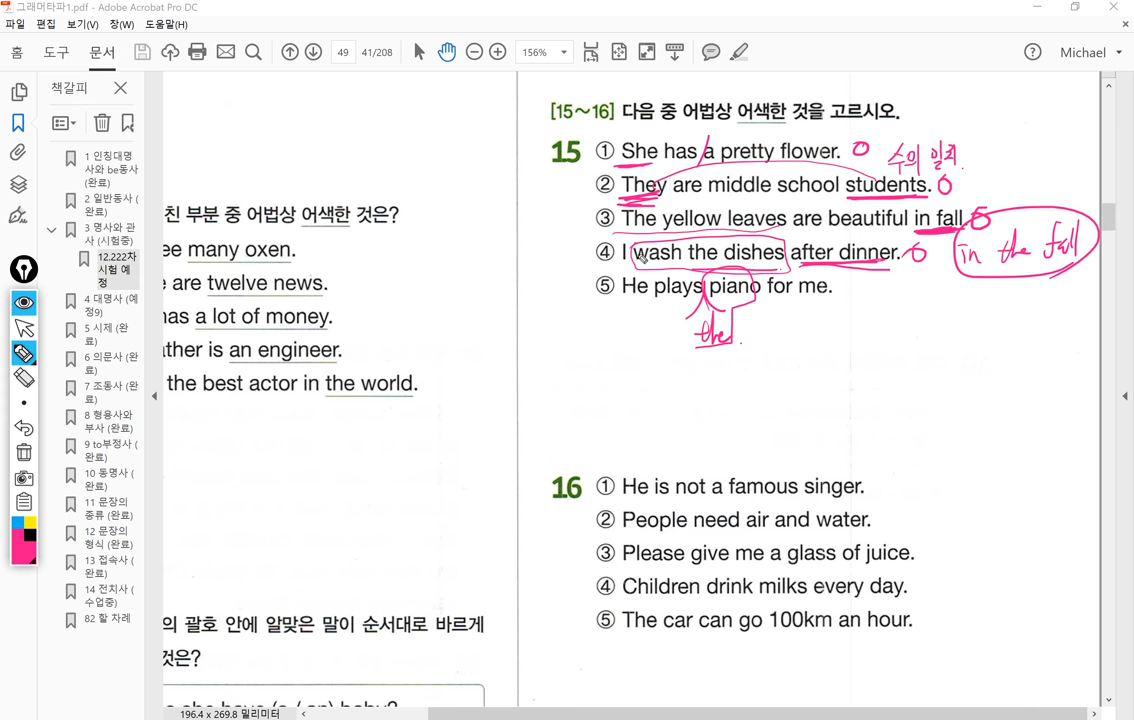 그래머타파1.pdf - Adobe Acrobat Pro DC
파일 편집 보기(V) 창(W) 도움말(H)
홈 도구 문서 49 41/208 156% Michael
책갈피
1 인칭대명
사와 be동사
(완료)
2 일반동사 (
완료)
3 명사와 관
사 (시험중)
12.222차
시험 예
정
4 대명사 (예
정9)
5 시제 (완
료)
6 의문사 (완
료)
7 조동사 (완
료)
8 형용사와
부사 (완료)
9 to부정사 (
완료)
10 동명사 (
완료)
11 문장의
종류 (완료)
12 문장의
형식 (완료)
13 접속사 (
완료)
14 전치사 (
수업중)
82 할 차례
친 부분 중 어법상 어색한 것은?
ee many oxen.
e are twelve news.
has a lot of money.
ather is an engineer.
the best actor in the world.
의 괄호 안에 알맞은 말이 순서대로 바르게
것은?
[15~16] 다음 중 어법상 어색한 것을 고르시오.
15 ① She has a pretty flower. O 수의 일치.
② They are middle school students. O
③ The yellow leaves are beautiful in fall. O
in the fall
④ I wash the dishes after dinner. O
⑤ He plays piano for me.
the
16 ① He is not a famous singer.
② People need air and water.
③ Please give me a glass of juice.
④ Children drink milks every day.
⑤ The car can go 100km an hour.
196.4 x 269.8 밀리미터